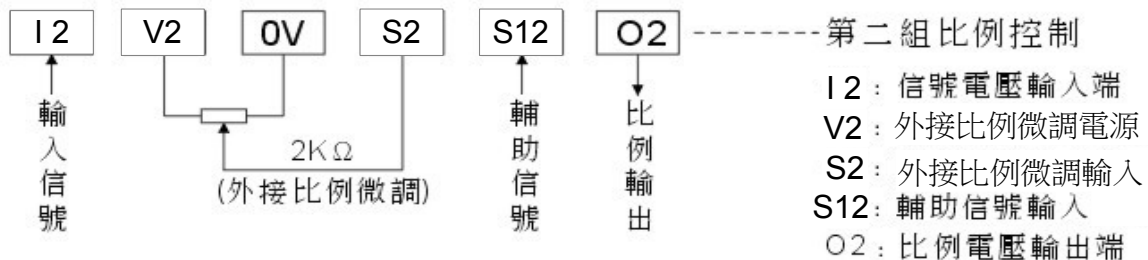 I2 V2 0V S2 S12 O2 --------第二組比例控制
輸入信號
2KΩ
(外接比例微調)
輔助信號
比例輸出
I2：信號電壓輸入端
V2：外接比例微調電源
S2：外接比例微調輸入
S12：輔助信號輸入
O2：比例電壓輸出端